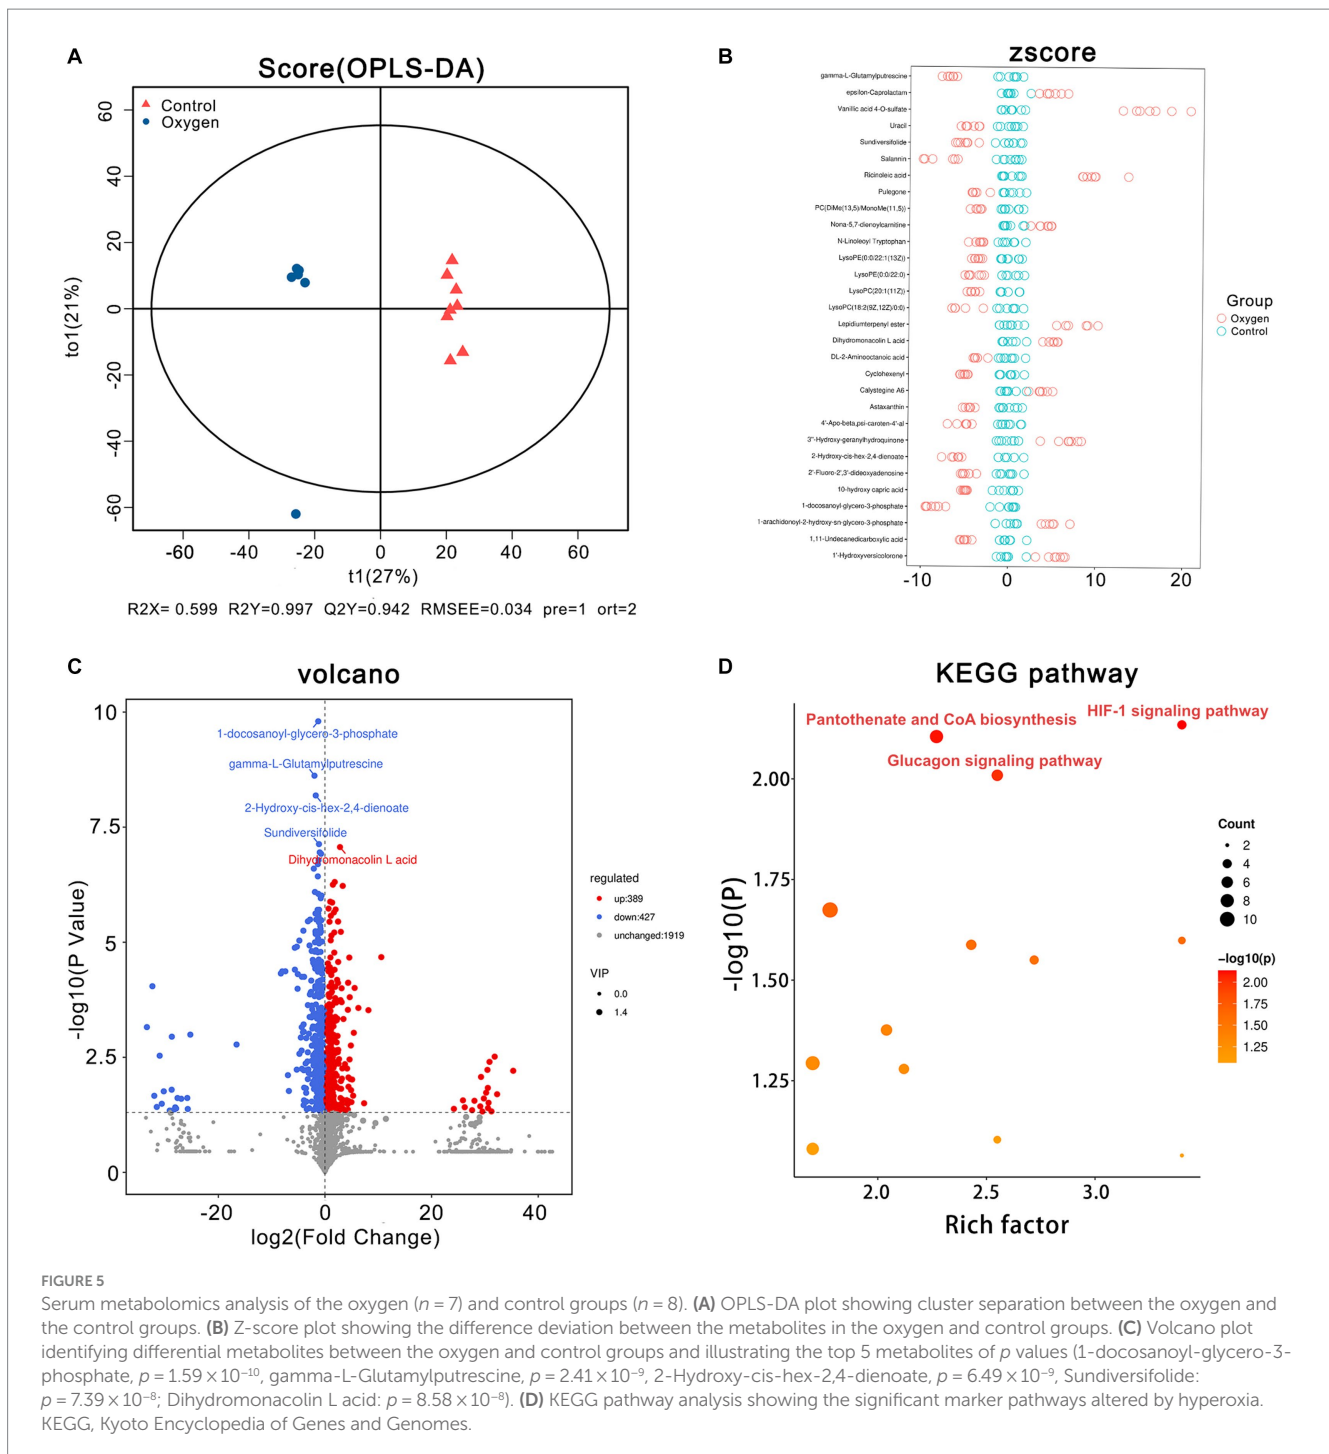 A
Score(OPLS-DA)
Control
Oxygen
60
40
20
0
-20
-40
-60
to1(21%)
-60
-40
-20
0
20
40
60
t1(27%)
R2X= 0.599 R2Y=0.997 Q2Y=0.942 RMSEE=0.034 pre=1 ort=2
B
zscore
gamma-L-Glutamylputrescine
epsilon-Caprolactam
Vanillic acid 4-O-sulfate
Uracil
Sundiversifolide
Salannin
Ricinoleic acid
Pulegone
PC(DiMe(13,5)/MonoMe(11,5))
Nona-5,7-dienoylcarnitine
N-Linoleoyl Tryptophan
LysoPE(0:0/22:1(13Z))
LysoPE(0:0/22:0)
LysoPC(20:1(11Z))
LysoPC(18:2(9Z,12Z)/0:0)
Lepidiumterpenyl ester
Dihydromonacolin L acid
DL-2-Aminooctanoic acid
Cyclohexenyl
Calystegine A6
Astaxanthin
4'-Apo-beta,psi-caroten-4'-al
3"-Hydroxy-geranylhydroquinone
2-Hydroxy-cis-hex-2,4-dienoate
2'-Fluoro-2',3'-dideoxyadenosine
10-hydroxy capric acid
1-docosanoyl-glycero-3-phosphate
1-arachidonoyl-2-hydroxy-sn-glycero-3-phosphate
1,11-Undecanedicarboxylic acid
1'-Hydroxyversicolorone
-10
0
10
20
Group
Oxygen
Control
C
volcano
10
7.5
5
2.5
0
-log10(P Value)
1-docosanoyl-glycero-3-phosphate
gamma-L-Glutamylputrescine
2-Hydroxy-cis-hex-2,4-dienoate
Sundiversifolide
Dihydromonacolin L acid
-20
0
20
40
log2(Fold Change)
regulated
up:389
down:427
unchanged:1919
VIP
0.0
1.4
D
KEGG pathway
HIF-1 signaling pathway
Pantothenate and CoA biosynthesis
Glucagon signaling pathway
2.00
1.75
1.50
1.25
-log10(P)
2.0
2.5
3.0
Rich factor
Count
2
4
6
8
10
-log10(p)
2.00
1.75
1.50
1.25
FIGURE 5
Serum metabolomics analysis of the oxygen (n = 7) and control groups (n = 8). (A) OPLS-DA plot showing cluster separation between the oxygen and
the control groups. (B) Z-score plot showing the difference deviation between the metabolites in the oxygen and control groups. (C) Volcano plot
identifying differential metabolites between the oxygen and control groups and illustrating the top 5 metabolites of p values (1-docosanoyl-glycero-3-
phosphate, p = 1.59 × 10⁻¹⁰, gamma-L-Glutamylputrescine, p = 2.41 × 10⁻⁹, 2-Hydroxy-cis-hex-2,4-dienoate, p = 6.49 × 10⁻⁹, Sundiversifolide:
p = 7.39 × 10⁻⁸; Dihydromonacolin L acid: p = 8.58 × 10⁻⁸). (D) KEGG pathway analysis showing the significant marker pathways altered by hyperoxia.
KEGG, Kyoto Encyclopedia of Genes and Genomes.